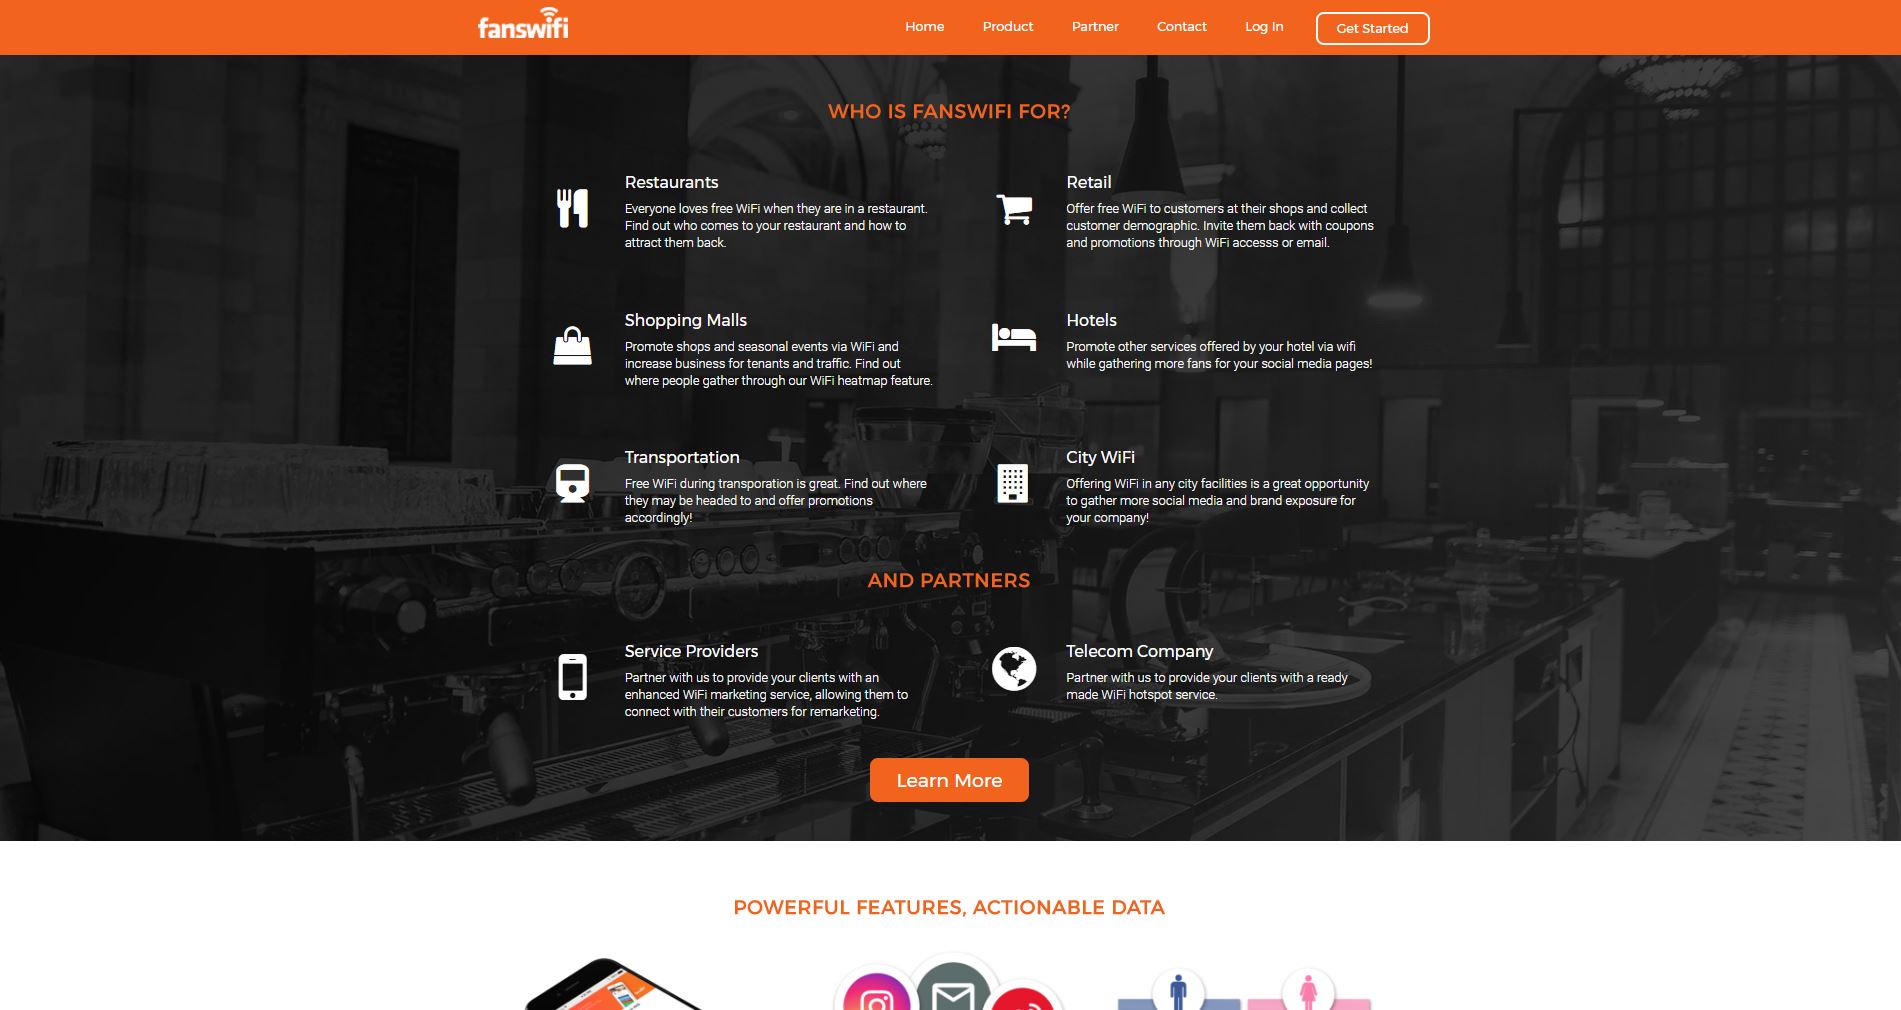 fanswifi
Home Product Partner Contact Log In Get Started
WHO IS FANSWIFI FOR?
Restaurants
Everyone loves free WiFi when they are in a restaurant.
Find out who comes to your restaurant and how to
attract them back.
Retail
Offer free WiFi to customers at their shops and collect
customer demographic. Invite them back with coupons
and promotions through WiFi accesss or email.
Shopping Malls
Promote shops and seasonal events via WiFi and
increase business for tenants and traffic. Find out
where people gather through our WiFi heatmap feature.
Hotels
Promote other services offered by your hotel via wifi
while gathering more fans for your social media pages!
Transportation
Free WiFi during transporation is great. Find out where
they may be headed to and offer promotions
accordingly!
City WiFi
Offering WiFi in any city facilities is a great opportunity
to gather more social media and brand exposure for
your company!
AND PARTNERS
Service Providers
Partner with us to provide your clients with an
enhanced WiFi marketing service, allowing them to
connect with their customers for remarketing.
Telecom Company
Partner with us to provide your clients with a ready
made WiFi hotspot service.
Learn More
POWERFUL FEATURES, ACTIONABLE DATA